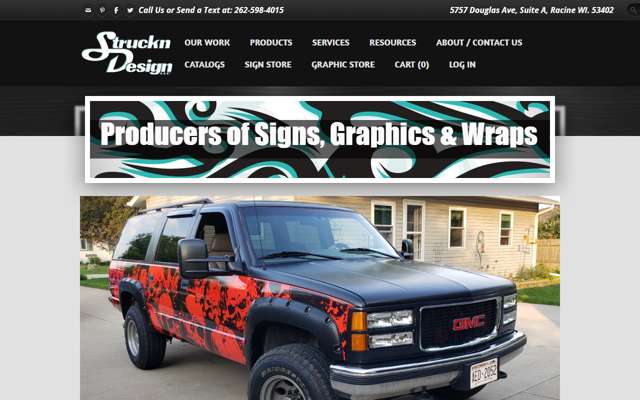 Call Us or Send a Text at: 262-598-4015
5757 Douglas Ave, Suite A, Racine WI. 53402
Struckn Design
OUR WORK PRODUCTS SERVICES RESOURCES ABOUT / CONTACT US
CATALOGS SIGN STORE GRAPHIC STORE CART (0) LOG IN
Producers of Signs, Graphics & Wraps
GMC
AED-2052